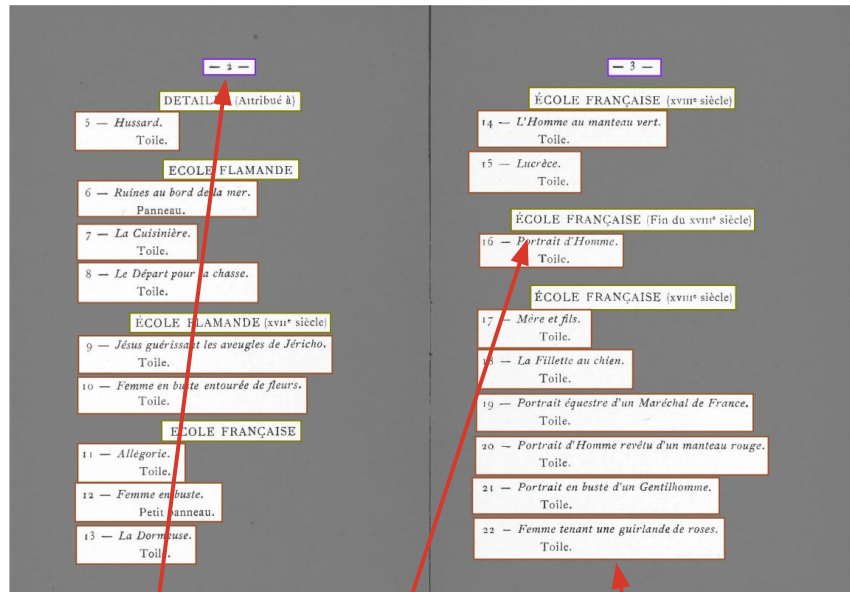 — 2 —
DETAILLE (Attribué à)
5 — Hussard.
Toile.
ECOLE FLAMANDE
6 — Ruines au bord de la mer.
Panneau.
7 — La Cuisinière.
Toile.
8 — Le Départ pour la chasse.
Toile.
ÉCOLE FLAMANDE (XVIIe siècle)
9 — Jésus guérissant les aveugles de Jéricho.
Toile.
10 — Femme en buste entourée de fleurs.
Toile.
ECOLE FRANÇAISE
11 — Allégorie.
Toile.
12 — Femme en buste.
Petit panneau.
13 — La Dormeuse.
Toile.
— 3 —
ÉCOLE FRANÇAISE (XVIIIe siècle)
14 — L'Homme au manteau vert.
Toile.
15 — Lucrèce.
Toile.
ÉCOLE FRANÇAISE (Fin du XVIIIe siècle)
16 — Portrait d'Homme.
Toile.
ÉCOLE FRANÇAISE (XVIIIe siècle)
17 — Mère et fils.
Toile.
18 — La Fillette au chien.
Toile.
19 — Portrait équestre d'un Maréchal de France.
Toile.
20 — Portrait d'Homme revêtu d'un manteau rouge.
Toile.
21 — Portrait en buste d'un Gentilhomme.
Toile.
22 — Femme tenant une guirlande de roses.
Toile.